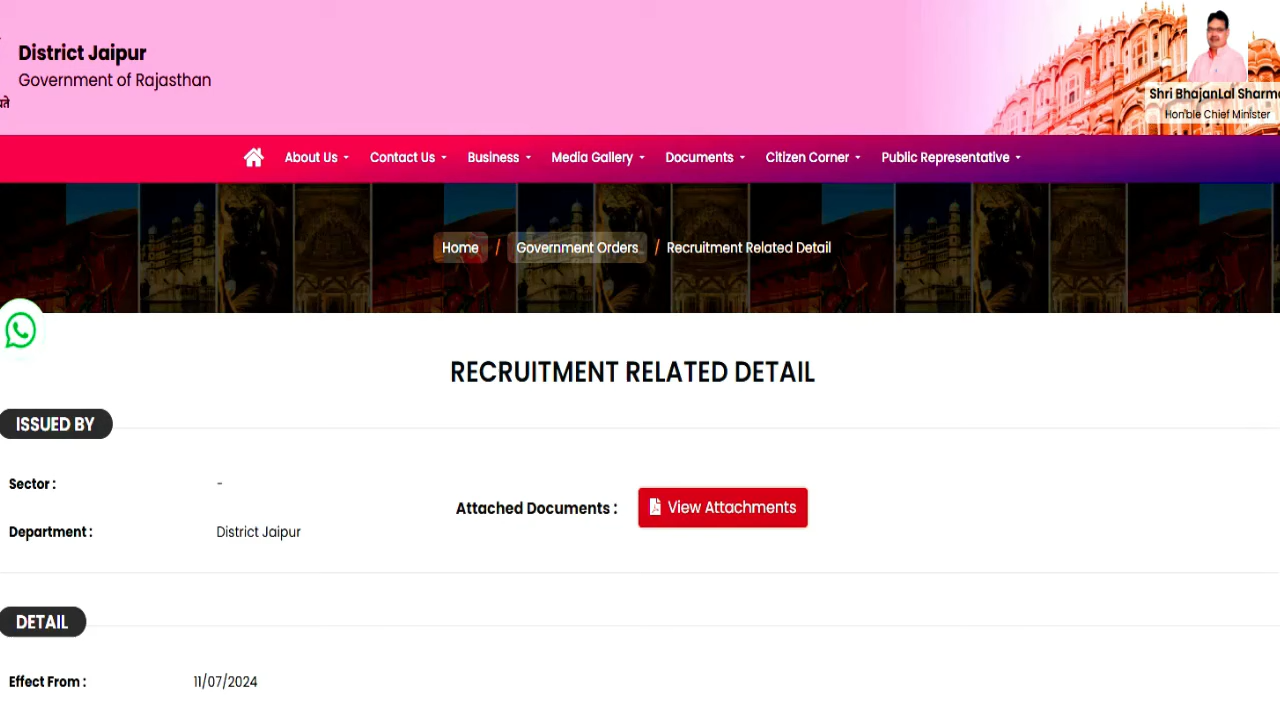 District Jaipur
Government of Rajasthan
Shri BhajanLal Sharma
Hon'ble Chief Minister
About Us
Contact Us
Business
Media Gallery
Documents
Citizen Corner
Public Representative
Home / Government Orders / Recruitment Related Detail
RECRUITMENT RELATED DETAIL
ISSUED BY
Sector : -
Attached Documents : View Attachments
Department : District Jaipur
DETAIL
Effect From : 11/07/2024